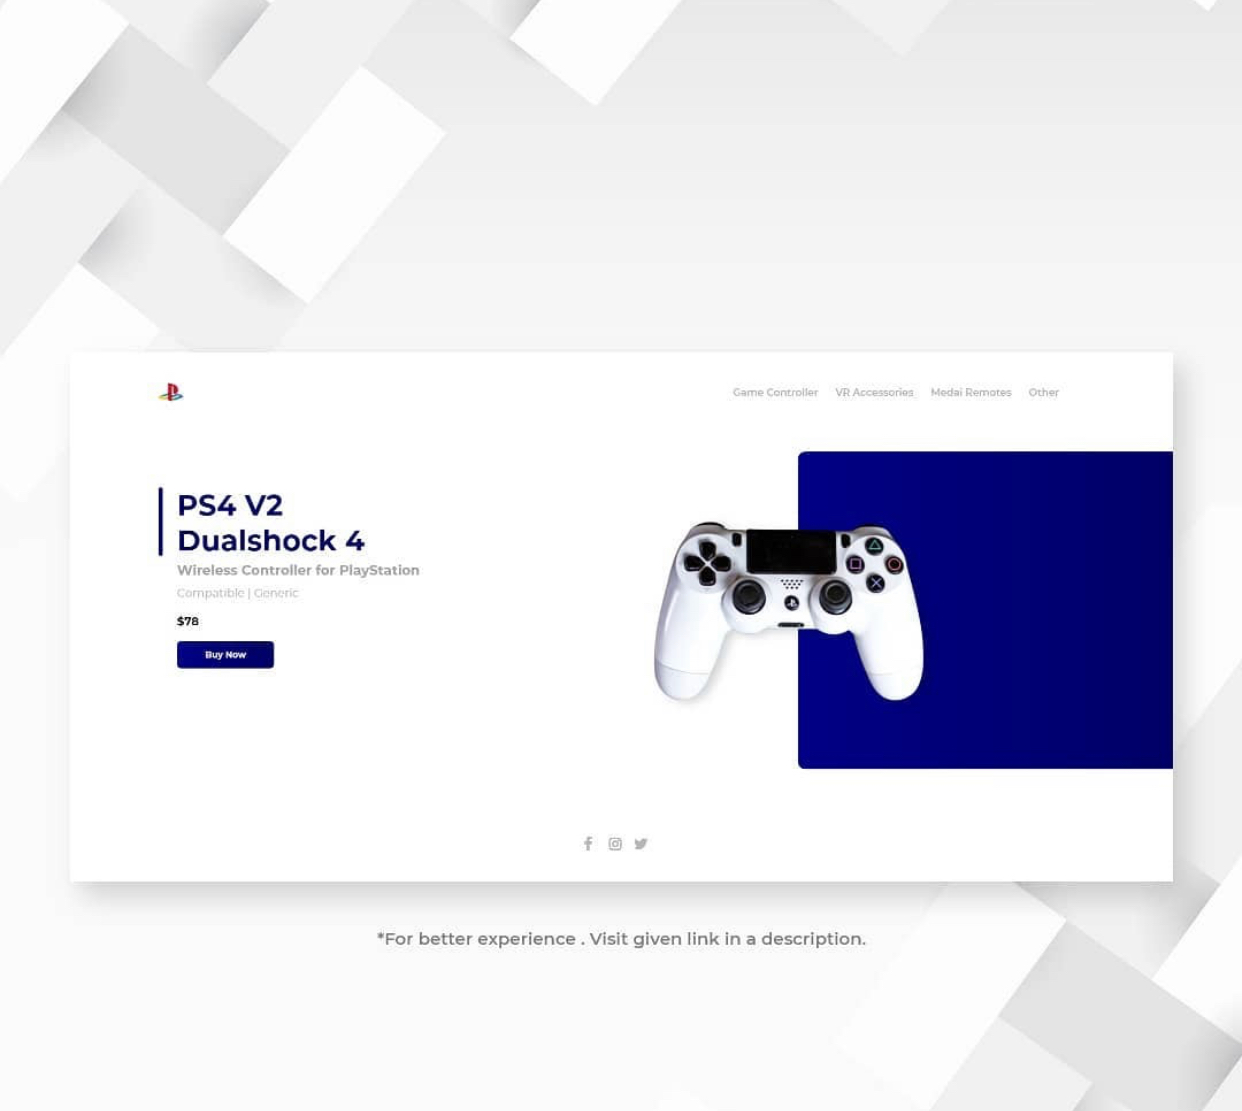 Game Controller VR Accessories Medai Remotes Other
PS4 V2
Dualshock 4
Wireless Controller for PlayStation
Compatible | Generic
$78
Buy Now
*For better experience . Visit given link in a description.